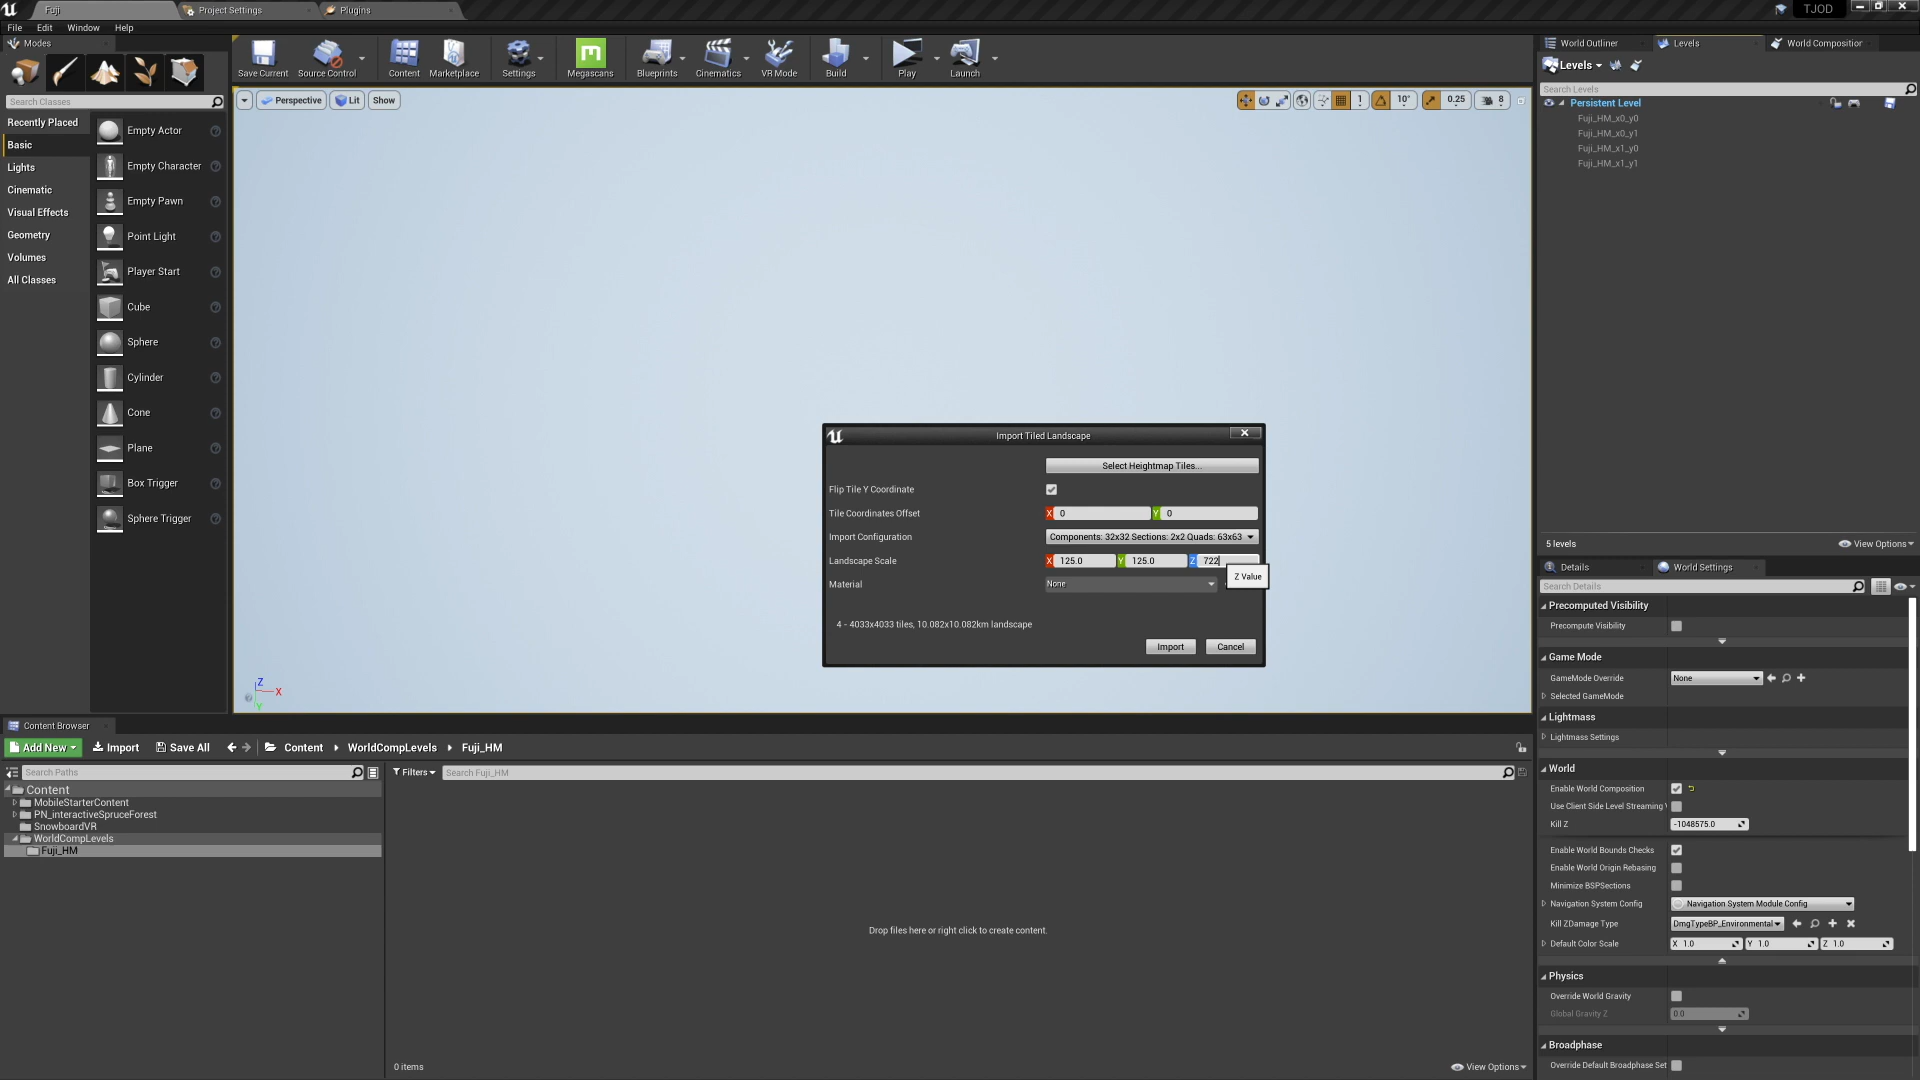 Fuji
Project Settings
Plugins
TJOD
File Edit Window Help
Modes
Search Classes
Recently Placed
Basic
Lights
Cinematic
Visual Effects
Geometry
Volumes
All Classes
Empty Actor
Empty Character
Empty Pawn
Point Light
Player Start
Cube
Sphere
Cylinder
Cone
Plane
Box Trigger
Sphere Trigger
Save Current
Source Control
Content
Marketplace
Settings
Megascans
Blueprints
Cinematics
VR Mode
Build
Play
Launch
Perspective
Lit
Show
1
10°
0.25
8
Z
X
Y
Import Tiled Landscape
Select Heightmap Tiles...
Flip Tile Y Coordinate
Tile Coordinates Offset X 0 Y 0
Import Configuration Components: 32x32 Sections: 2x2 Quads: 63x63
Landscape Scale X 125.0 Y 125.0 Z 722
Z Value
Material None
4 - 4033x4033 tiles, 10.082x10.082km landscape
Import Cancel
World Outliner
Levels
World Composition
Levels
Search Levels
Persistent Level
Fuji_HM_x0_y0
Fuji_HM_x0_y1
Fuji_HM_x1_y0
Fuji_HM_x1_y1
5 levels
View Options
Details
World Settings
Search Details
Precomputed Visibility
Precompute Visibility
Game Mode
GameMode Override None
Selected GameMode
Lightmass
Lightmass Settings
World
Enable World Composition
Use Client Side Level Streaming
Kill Z -1048575.0
Enable World Bounds Checks
Enable World Origin Rebasing
Minimize BSPSections
Navigation System Config Navigation System Module Config
Kill ZDamage Type DmgTypeBP_Environmental
Default Color Scale X 1.0 Y 1.0 Z 1.0
Physics
Override World Gravity
Global Gravity Z 0.0
Broadphase
Override Default Broadphase Set
Content Browser
Add New Import Save All Content WorldCompLevels Fuji_HM
Search Paths
Filters
Search Fuji_HM
Content
MobileStarterContent
PN_interactiveSpruceForest
SnowboardVR
WorldCompLevels
Fuji_HM
Drop files here or right click to create content.
0 items
View Options